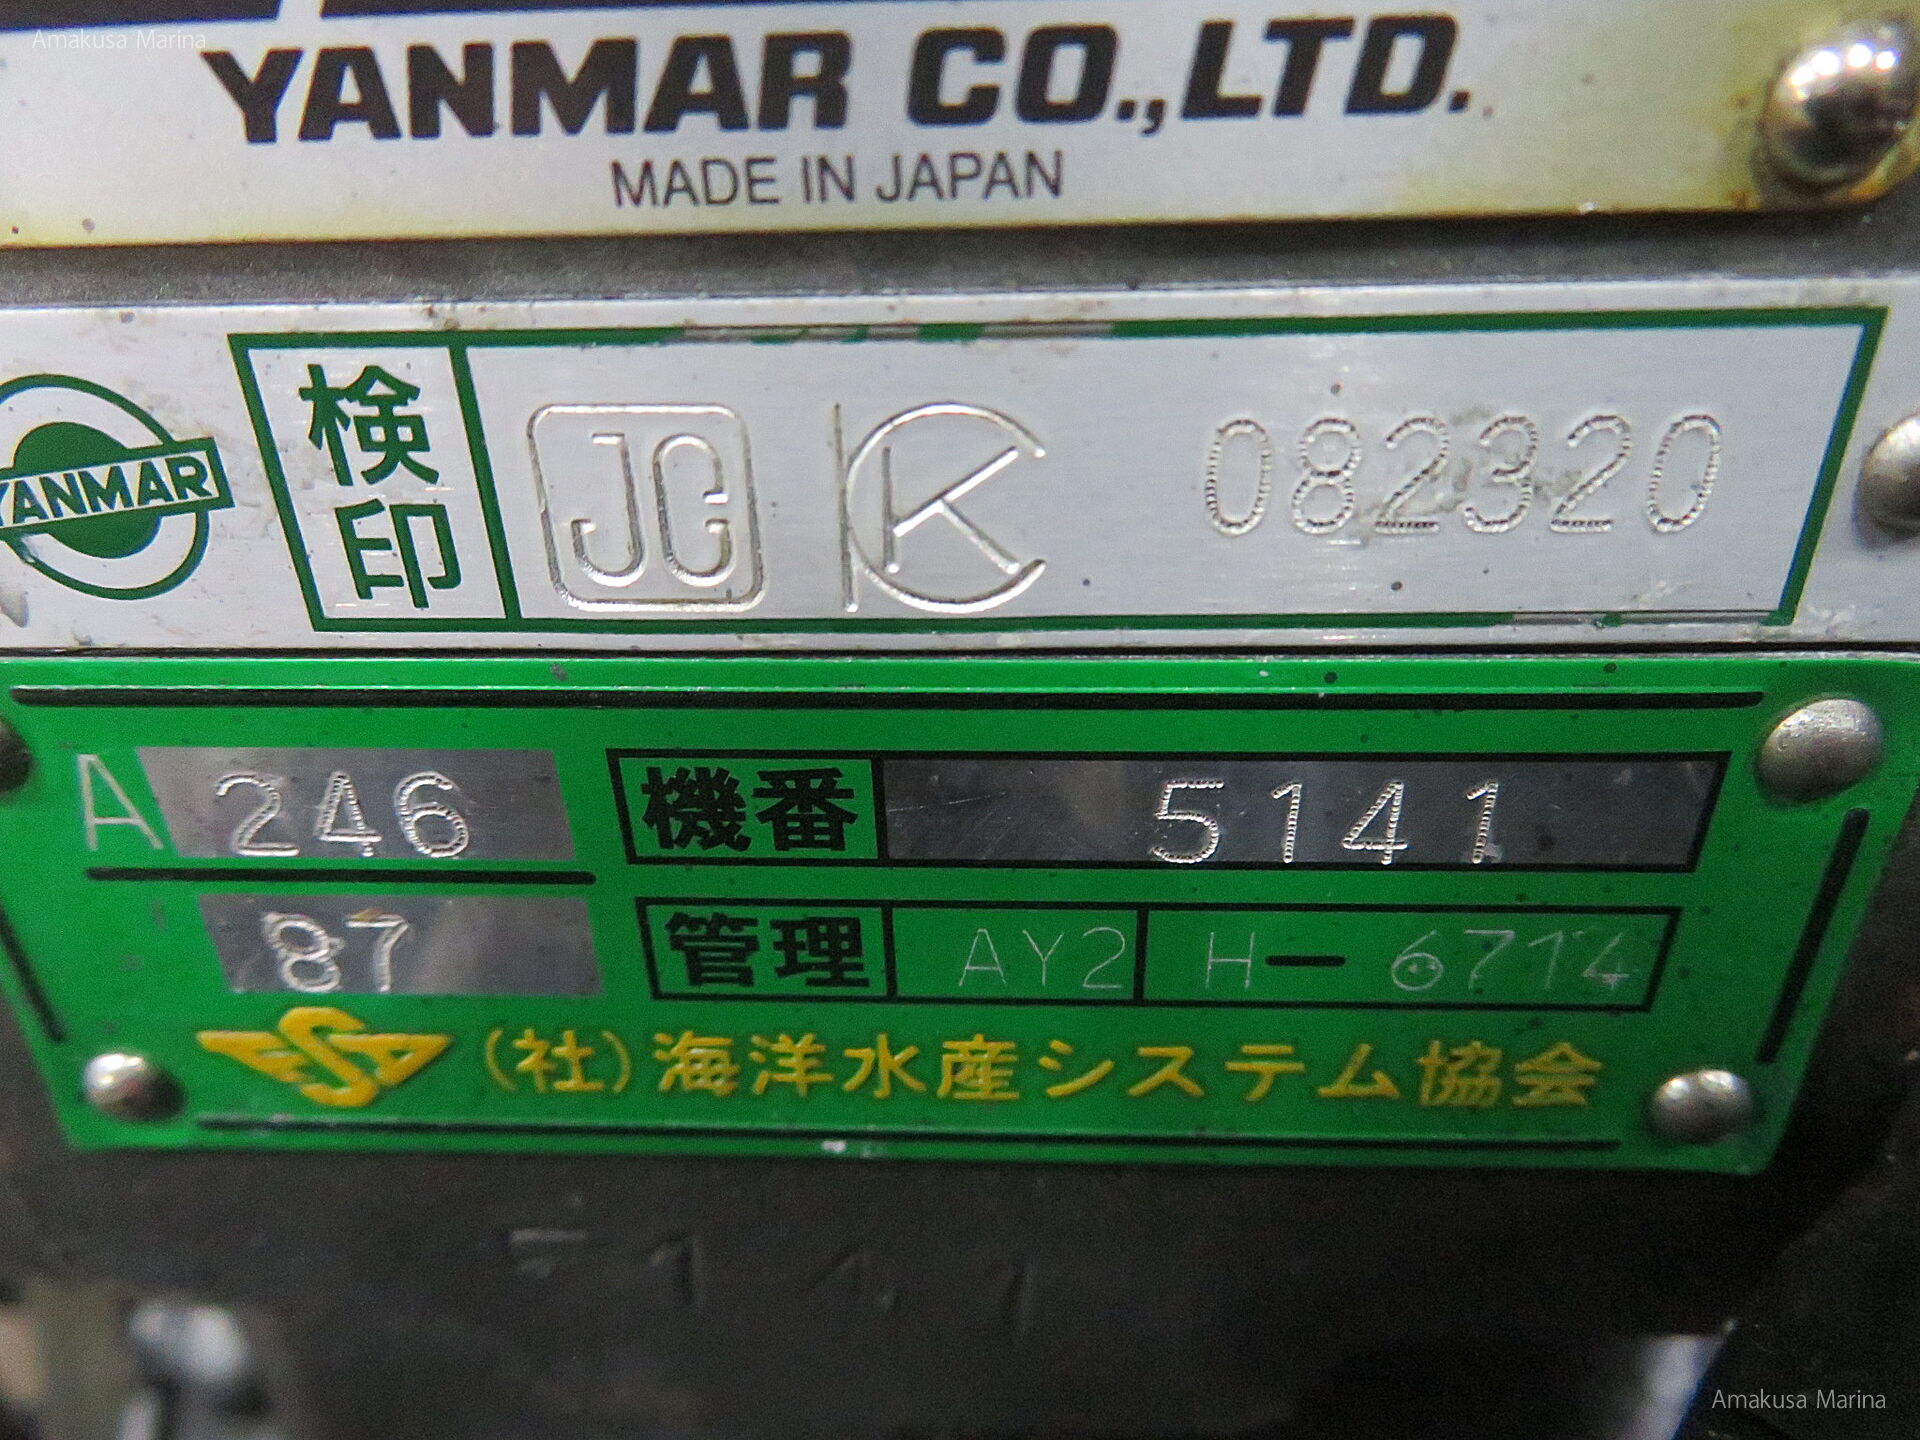 Amakusa Marina
YANMAR CO.,LTD.
MADE IN JAPAN
YANMAR
検印
JG K 082320
A 246
機番 5141
87
管理 AY2 H-6714
(社)海洋水産システム協会
5141
Amakusa Marina